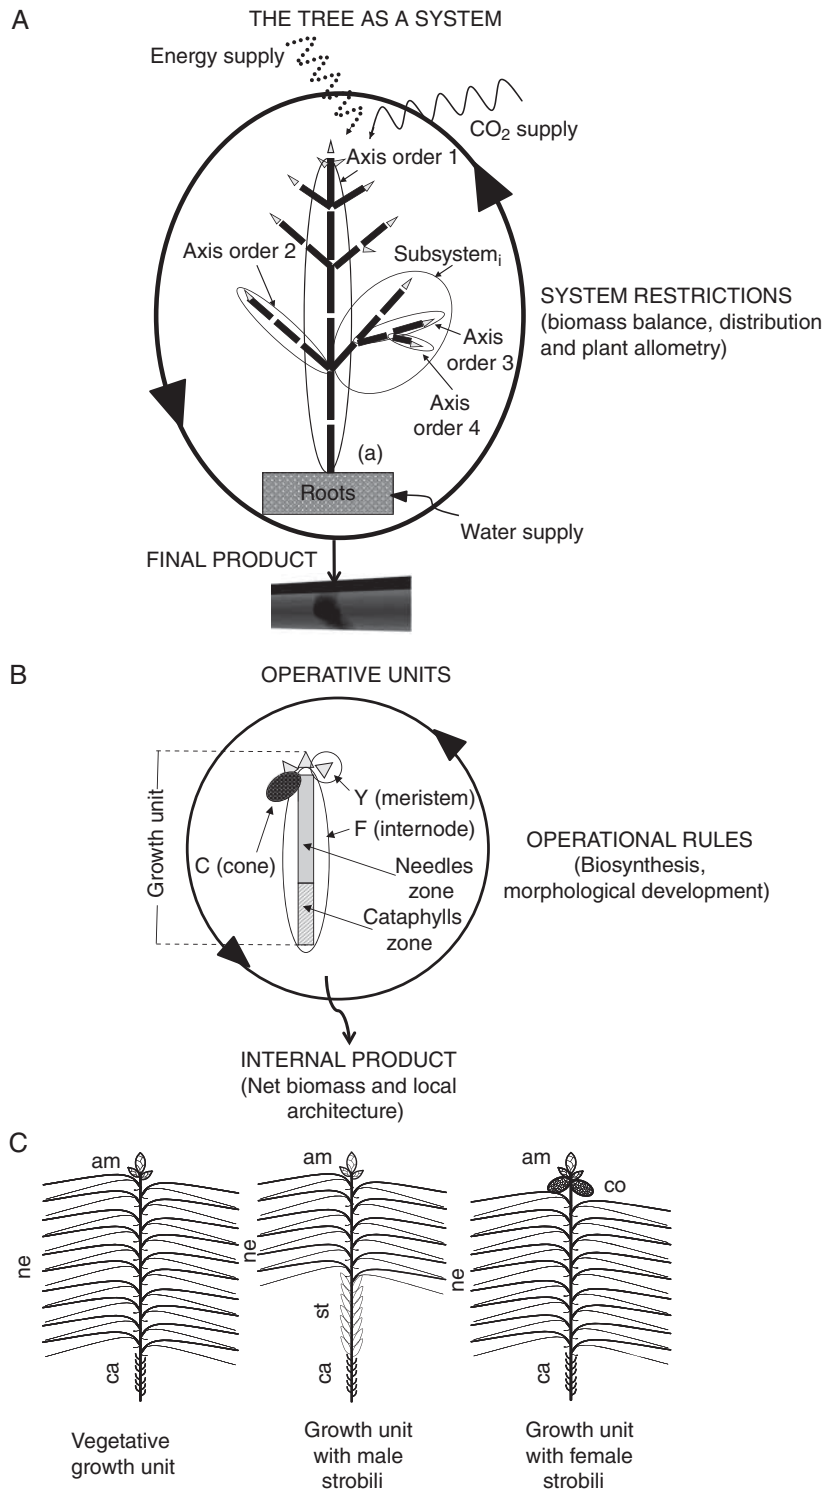 A
THE TREE AS A SYSTEM
Energy supply
CO2 supply
Axis order 1
Axis order 2
Subsystemi
Axis
order 3
Axis
order 4
SYSTEM RESTRICTIONS
(biomass balance, distribution
and plant allometry)
(a)
Roots
Water supply
FINAL PRODUCT
B
OPERATIVE UNITS
Growth unit
Y (meristem)
F (internode)
C (cone)
Needles
zone
Cataphylls
zone
OPERATIONAL RULES
(Biosynthesis,
morphological development)
INTERNAL PRODUCT
(Net biomass and local
architecture)
C
am
ne
ca
Vegetative
growth unit
am
ne
st
ca
Growth unit
with male
strobili
am
co
ne
ca
Growth unit
with female
strobili